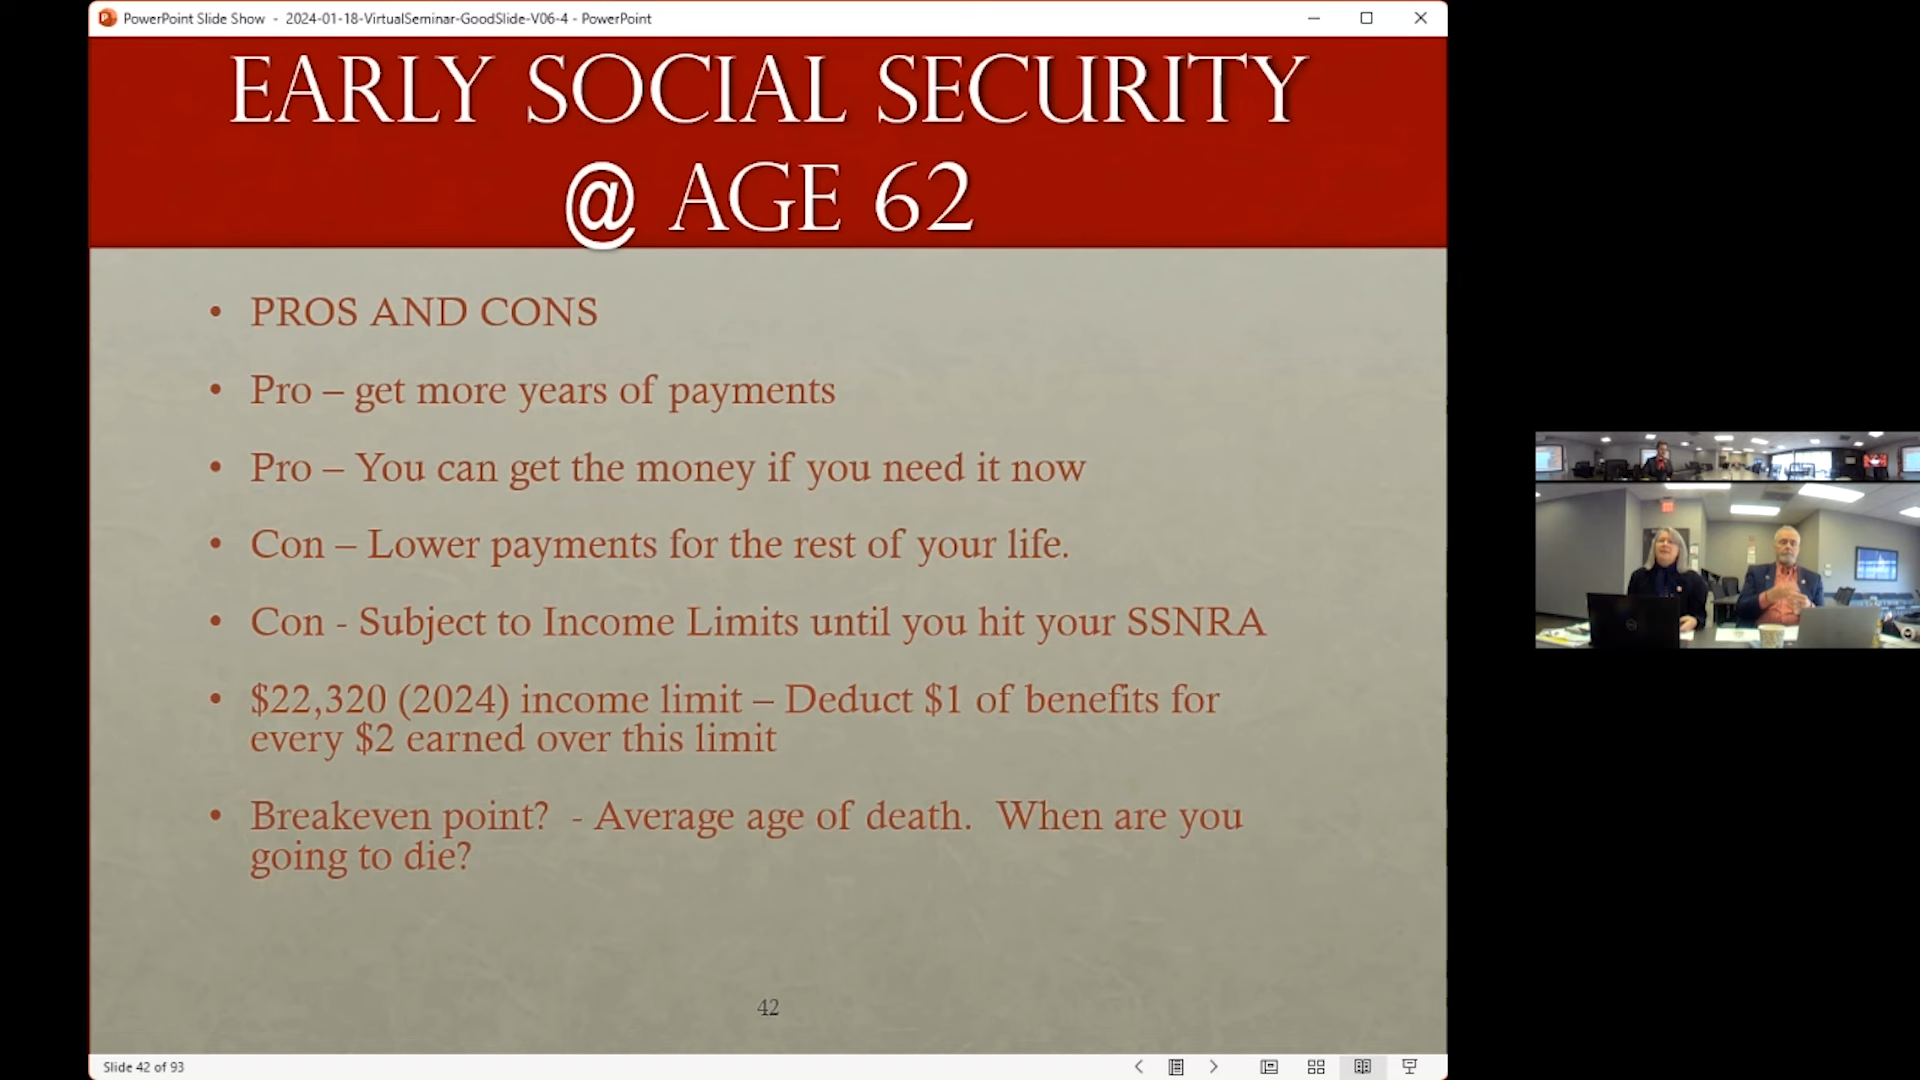 PowerPoint Slide Show - 2024-01-18-VirtualSeminar-GoodSlide-V06-4 - PowerPoint
EARLY SOCIAL SECURITY
@ AGE 62
• PROS AND CONS
• Pro – get more years of payments
• Pro – You can get the money if you need it now
• Con – Lower payments for the rest of your life.
• Con - Subject to Income Limits until you hit your SSNRA
• $22,320 (2024) income limit – Deduct $1 of benefits for
every $2 earned over this limit
• Breakeven point? - Average age of death. When are you
going to die?
42
Slide 42 of 93